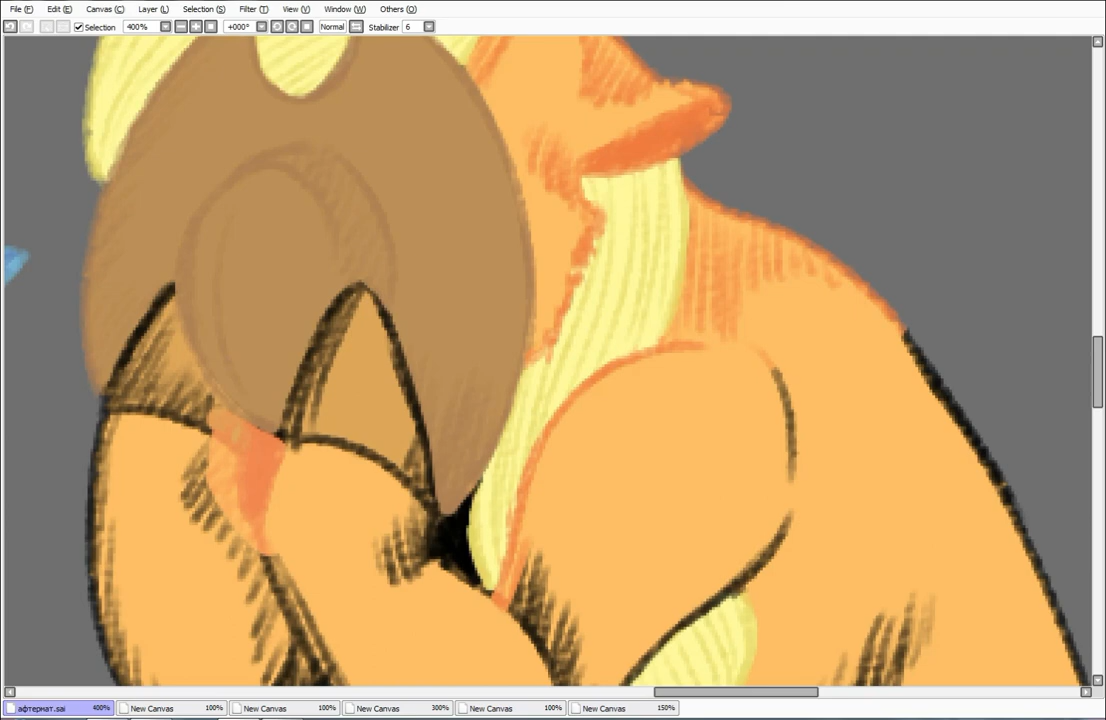 File (F) Edit (E) Canvas (C) Layer (L) Selection (S) Filter (T) View (V) Window (W) Others (O)
Selection 400% +000° Normal Stabilizer 6
афтермат.sai 400% New Canvas 100% New Canvas 100% New Canvas 300% New Canvas 100% New Canvas 150%